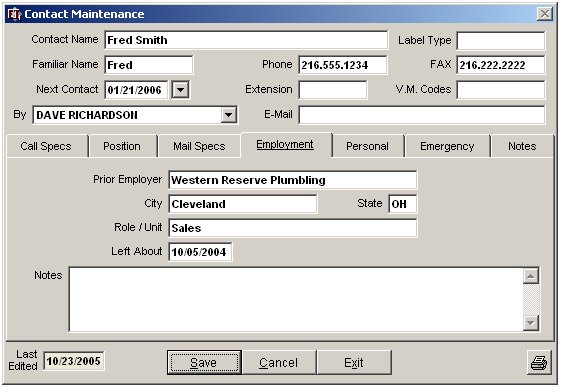 Contact Maintenance
Contact Name Fred Smith Label Type
Familiar Name Fred Phone 216.555.1234 FAX 216.222.2222
Next Contact 01/21/2006 Extension V.M. Codes
By DAVE RICHARDSON E-Mail
Call Specs Position Mail Specs Employment Personal Emergency Notes
Prior Employer Western Reserve Plumbling
City Cleveland State OH
Role / Unit Sales
Left About 10/05/2004
Notes
Last
Edited 10/23/2005 Save Cancel Exit